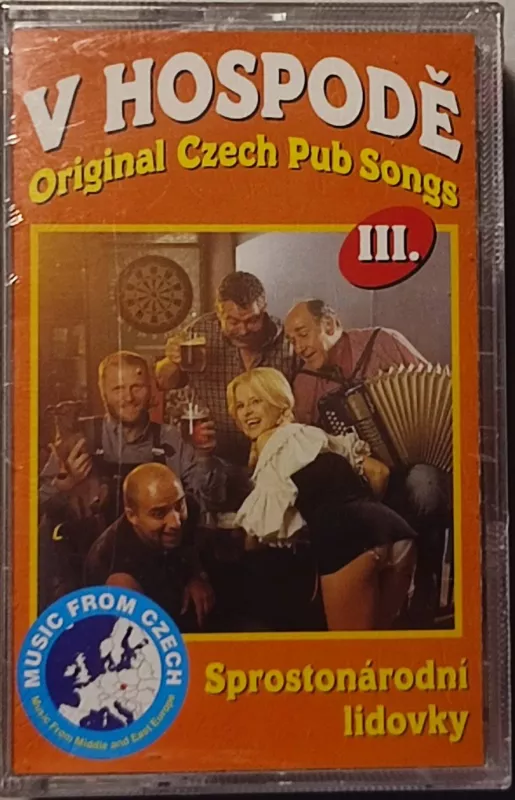 V HOSPODĚ
Original Czech Pub Songs
III.
MUSIC FROM CZECH
Music From Middle and East Europe
Sprostonárodní
lidovky